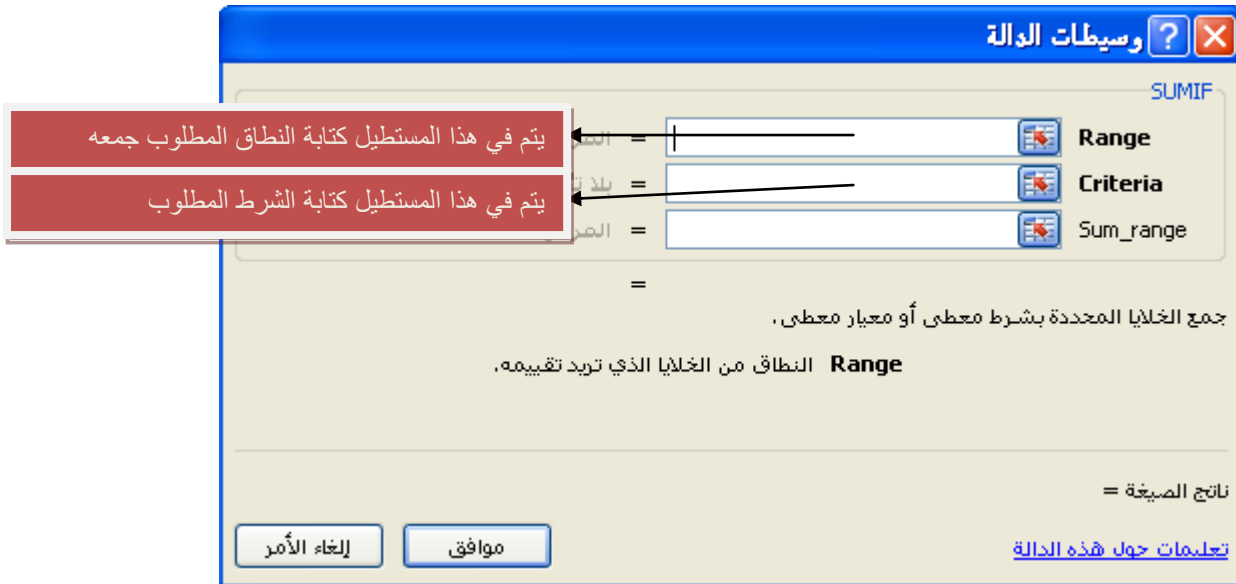 وسيطات الدالة
SUMIF
Range =
يتم في هذا المستطيل كتابة النطاق المطلوب جمعه
Criteria = بلا
يتم في هذا المستطيل كتابة الشرط المطلوب
Sum_range =
=
جمع الخلايا المحددة بشرط معطى أو معيار معطى.
Range النطاق من الخلايا الذي تريد تقييمه.
ناتج الصيغة =
تعليمات حول هذه الدالة
موافق إلغاء الأمر